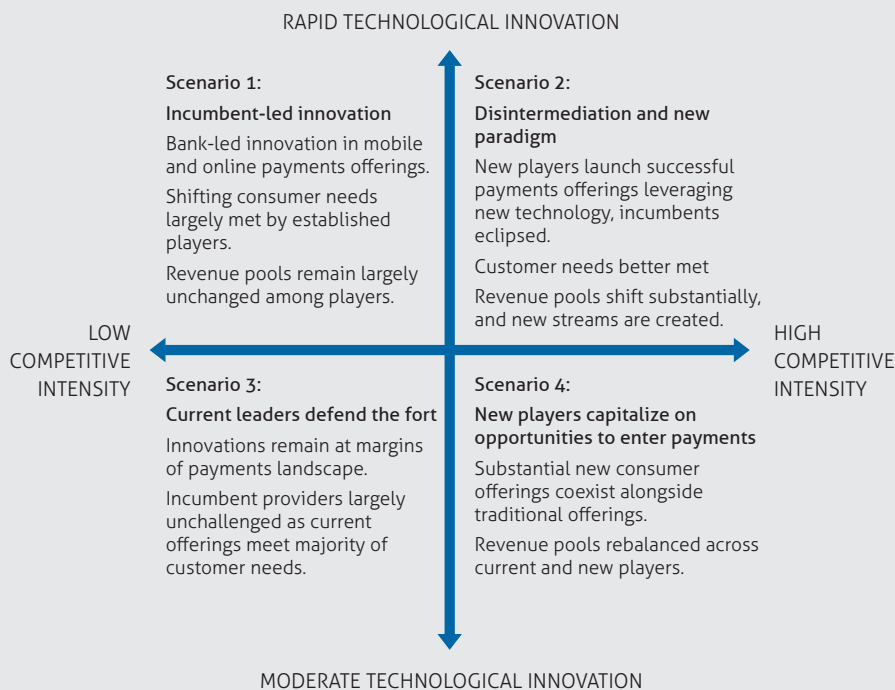 RAPID TECHNOLOGICAL INNOVATION
Scenario 1:
Incumbent-led innovation
Bank-led innovation in mobile
and online payments offerings.
Shifting consumer needs
largely met by established
players.
Revenue pools remain largely
unchanged among players.
Scenario 2:
Disintermediation and new
paradigm
New players launch successful
payments offerings leveraging
new technology, incumbents
eclipsed.
Customer needs better met
Revenue pools shift substantially,
and new streams are created.
LOW
COMPETITIVE
INTENSITY
HIGH
COMPETITIVE
INTENSITY
Scenario 3:
Current leaders defend the fort
Innovations remain at margins
of payments landscape.
Incumbent providers largely
unchallenged as current
offerings meet majority of
customer needs.
Scenario 4:
New players capitalize on
opportunities to enter payments
Substantial new consumer
offerings coexist alongside
traditional offerings.
Revenue pools rebalanced across
current and new players.
MODERATE TECHNOLOGICAL INNOVATION